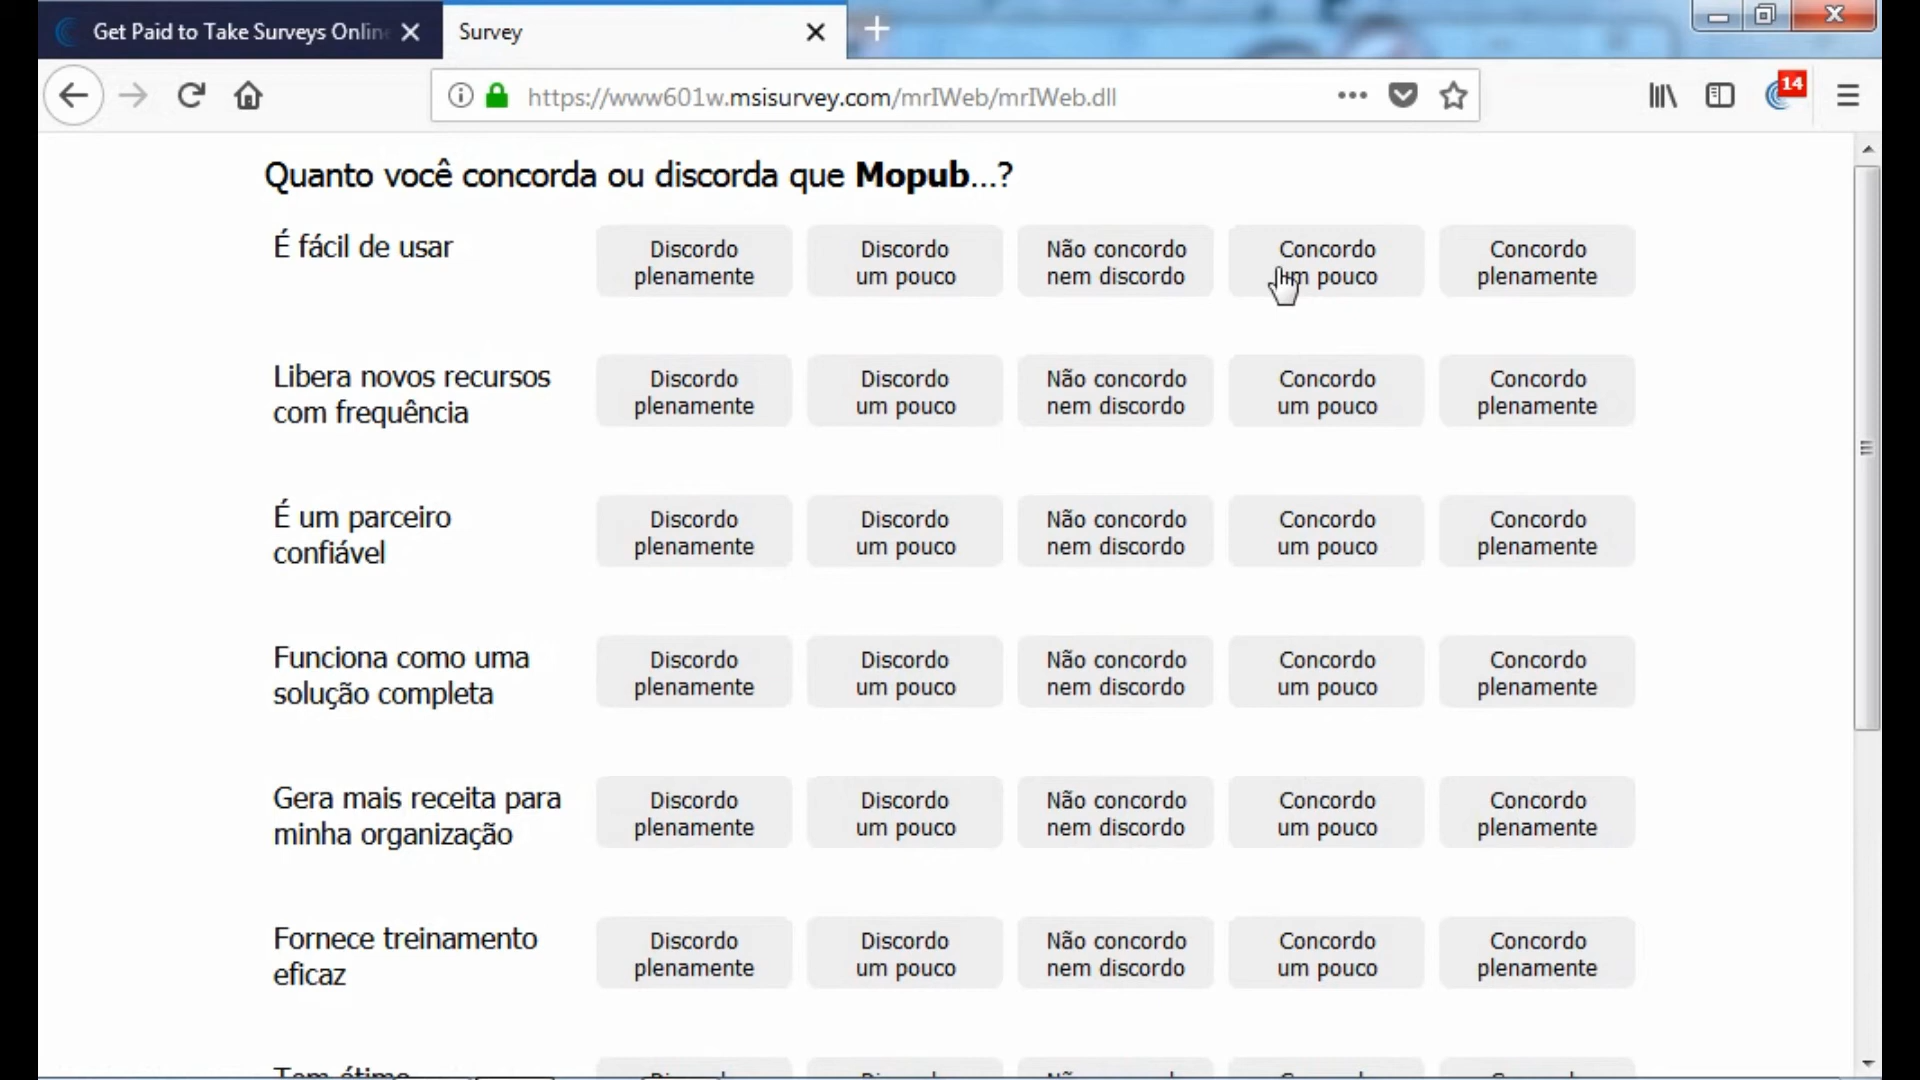 Get Paid to Take Surveys Onlin
Survey
https://www601w.msisurvey.com/mrIWeb/mrIWeb.dll
14
Quanto você concorda ou discorda que Mopub...?
É fácil de usar
Discordo plenamente
Discordo um pouco
Não concordo nem discordo
Concordo um pouco
Concordo plenamente
Libera novos recursos com frequência
Discordo plenamente
Discordo um pouco
Não concordo nem discordo
Concordo um pouco
Concordo plenamente
É um parceiro confiável
Discordo plenamente
Discordo um pouco
Não concordo nem discordo
Concordo um pouco
Concordo plenamente
Funciona como uma solução completa
Discordo plenamente
Discordo um pouco
Não concordo nem discordo
Concordo um pouco
Concordo plenamente
Gera mais receita para minha organização
Discordo plenamente
Discordo um pouco
Não concordo nem discordo
Concordo um pouco
Concordo plenamente
Fornece treinamento eficaz
Discordo plenamente
Discordo um pouco
Não concordo nem discordo
Concordo um pouco
Concordo plenamente
Tem ótimo